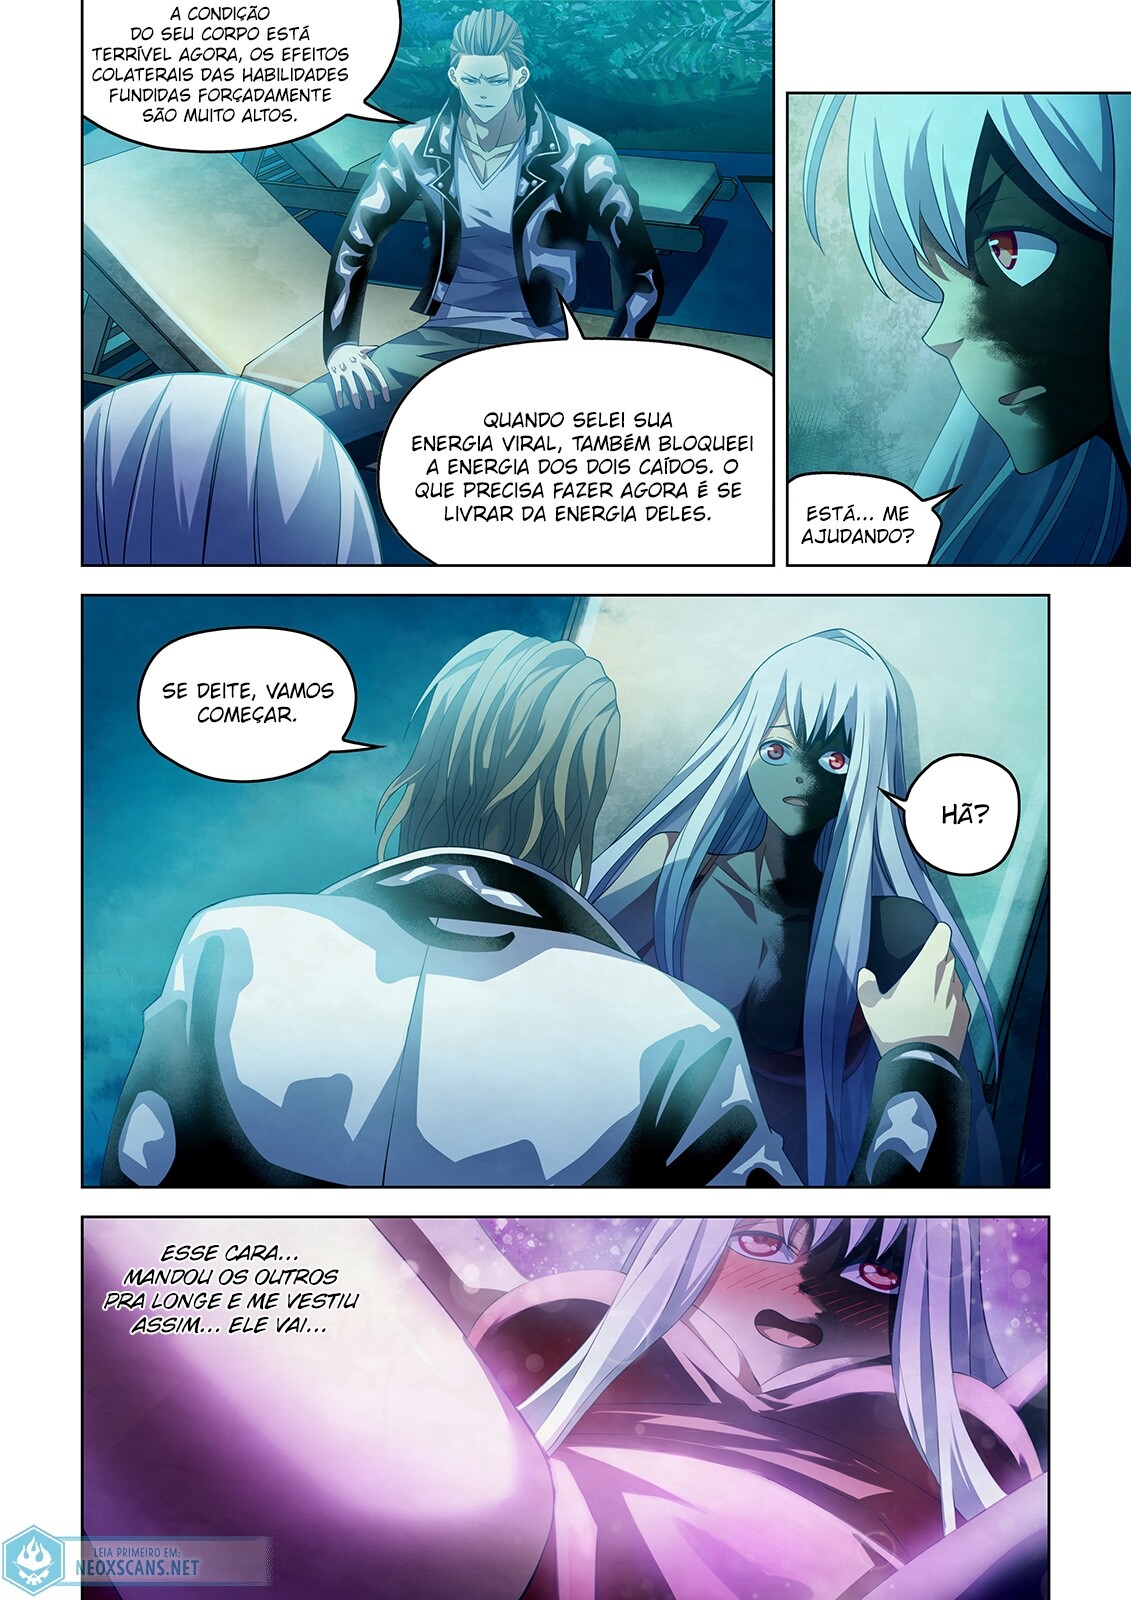 A CONDIÇÃO
DO SEU CORPO ESTÁ
TERRÍVEL AGORA, OS EFEITOS
COLATERAIS DAS HABILIDADES
FUNDIDAS FORÇADAMENTE
SÃO MUITO ALTOS.
QUANDO SELEI SUA
ENERGIA VIRAL, TAMBÉM BLOQUEEI
A ENERGIA DOS DOIS CAÍDOS. O
QUE PRECISA FAZER AGORA É SE
LIVRAR DA ENERGIA DELES.
ESTÁ... ME
AJUDANDO?
SE DEITE, VAMOS
COMEÇAR.
HÃ?
ESSE CARA...
MANDOU OS OUTROS
PRA LONGE E ME VESTIU
ASSIM... ELE VAI...
LEIA PRIMEIRO EM:
NEOXSCANS.NET